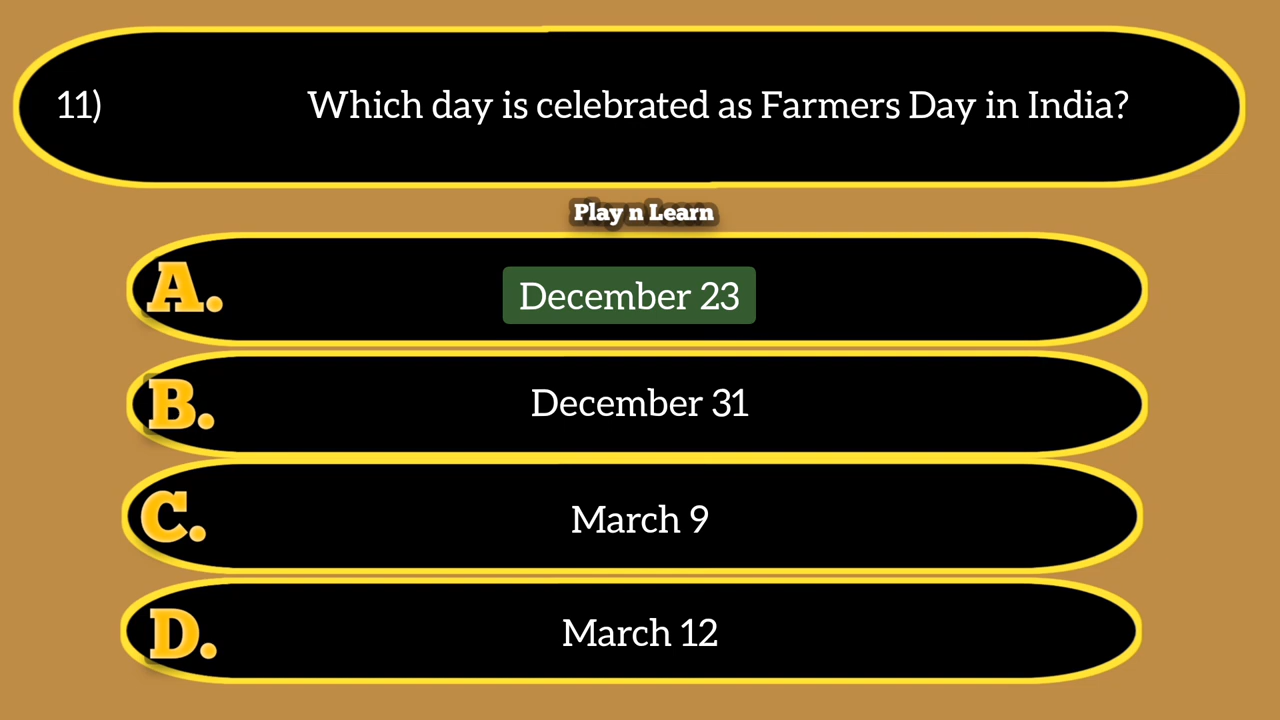 11) Which day is celebrated as Farmers Day in India?
Play n Learn
A. December 23
B. December 31
C. March 9
D. March 12